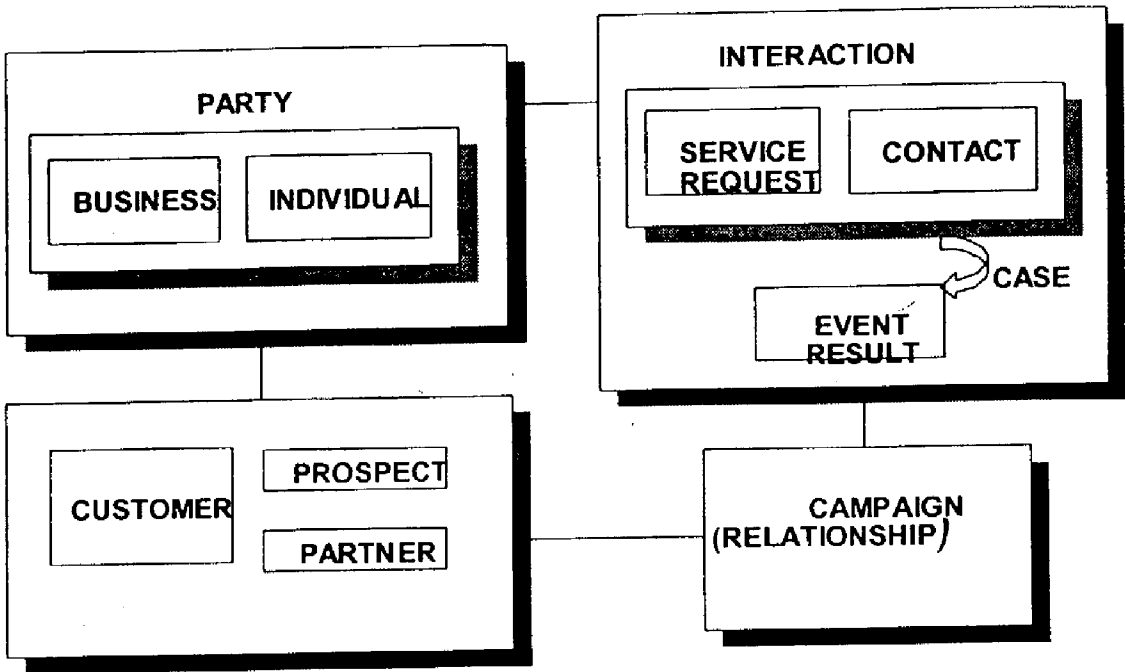 PARTY
BUSINESS
INDIVIDUAL
INTERACTION
SERVICE
REQUEST
CONTACT
CASE
EVENT
RESULT
CUSTOMER
PROSPECT
PARTNER
CAMPAIGN
(RELATIONSHIP)